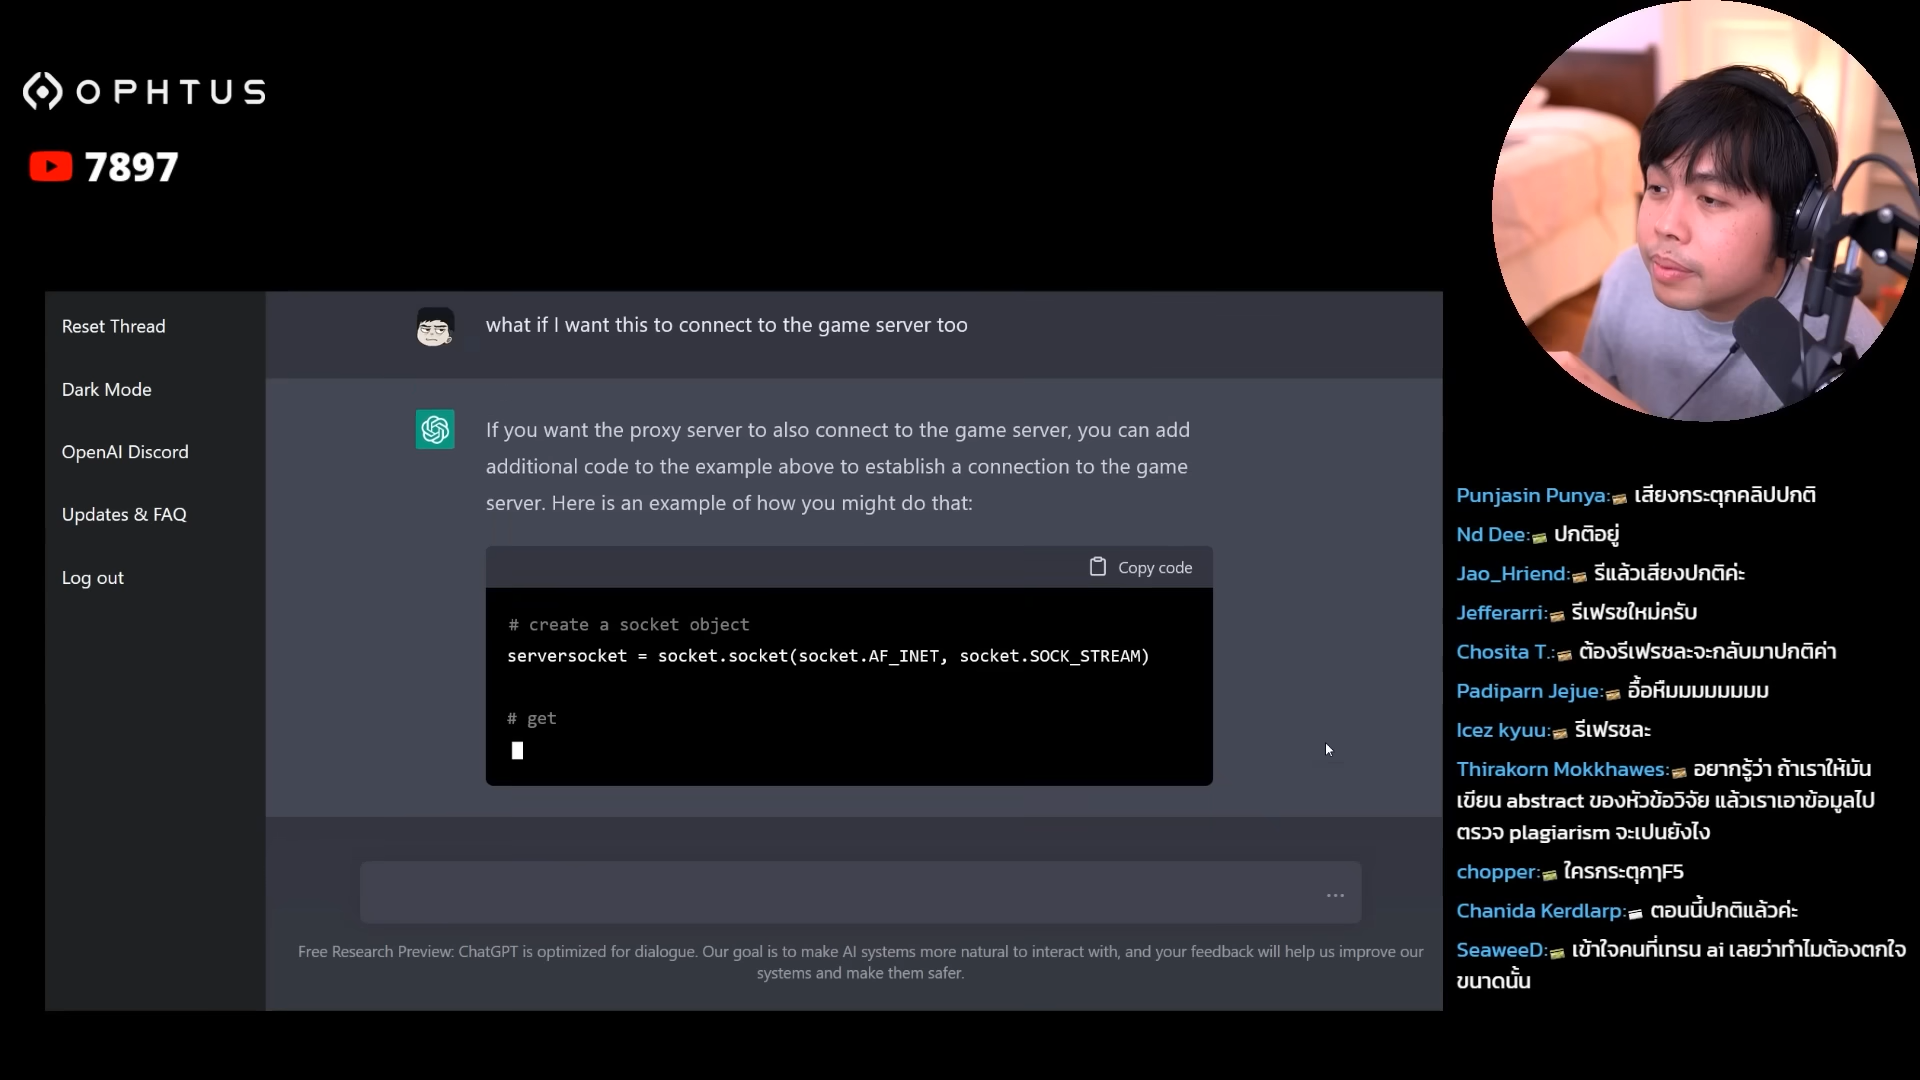 OPHTUS
7897
Reset Thread
Dark Mode
OpenAI Discord
Updates & FAQ
Log out
what if I want this to connect to the game server too
If you want the proxy server to also connect to the game server, you can add
additional code to the example above to establish a connection to the game
server. Here is an example of how you might do that:
Copy code
# create a socket object
serversocket = socket.socket(socket.AF_INET, socket.SOCK_STREAM)
# get
...
Free Research Preview: ChatGPT is optimized for dialogue. Our goal is to make AI systems more natural to interact with, and your feedback will help us improve our
systems and make them safer.
Punjasin Punya: เสียงกระตุกคลิปปกติ
Nd Dee: ปกติอยู่
Jao_Hriend: รีแล้วเสียงปกติค่ะ
Jefferarri: รีเฟรชใหม่ครับ
Chosita T.: ต้องรีเฟรชละจะกลับมาปกติค่า
Padiparn Jejue: อื้อหืมมมมมมมม
Icez kyuu: รีเฟรชละ
Thirakorn Mokkhawes: อยากรู้ว่า ถ้าเราให้มัน
เขียน abstract ของหัวข้อวิจัย แล้วเราเอาข้อมูลไป
ตรวจ plagiarism จะเปนยังไง
chopper: ใครกระตุกๅF5
Chanida Kerdlarp: ตอนนี้ปกติแล้วค่ะ
SeaweeD: เข้าใจคนที่เทรน ai เลยว่าทำไมต้องตกใจ
ขนาดนั้น